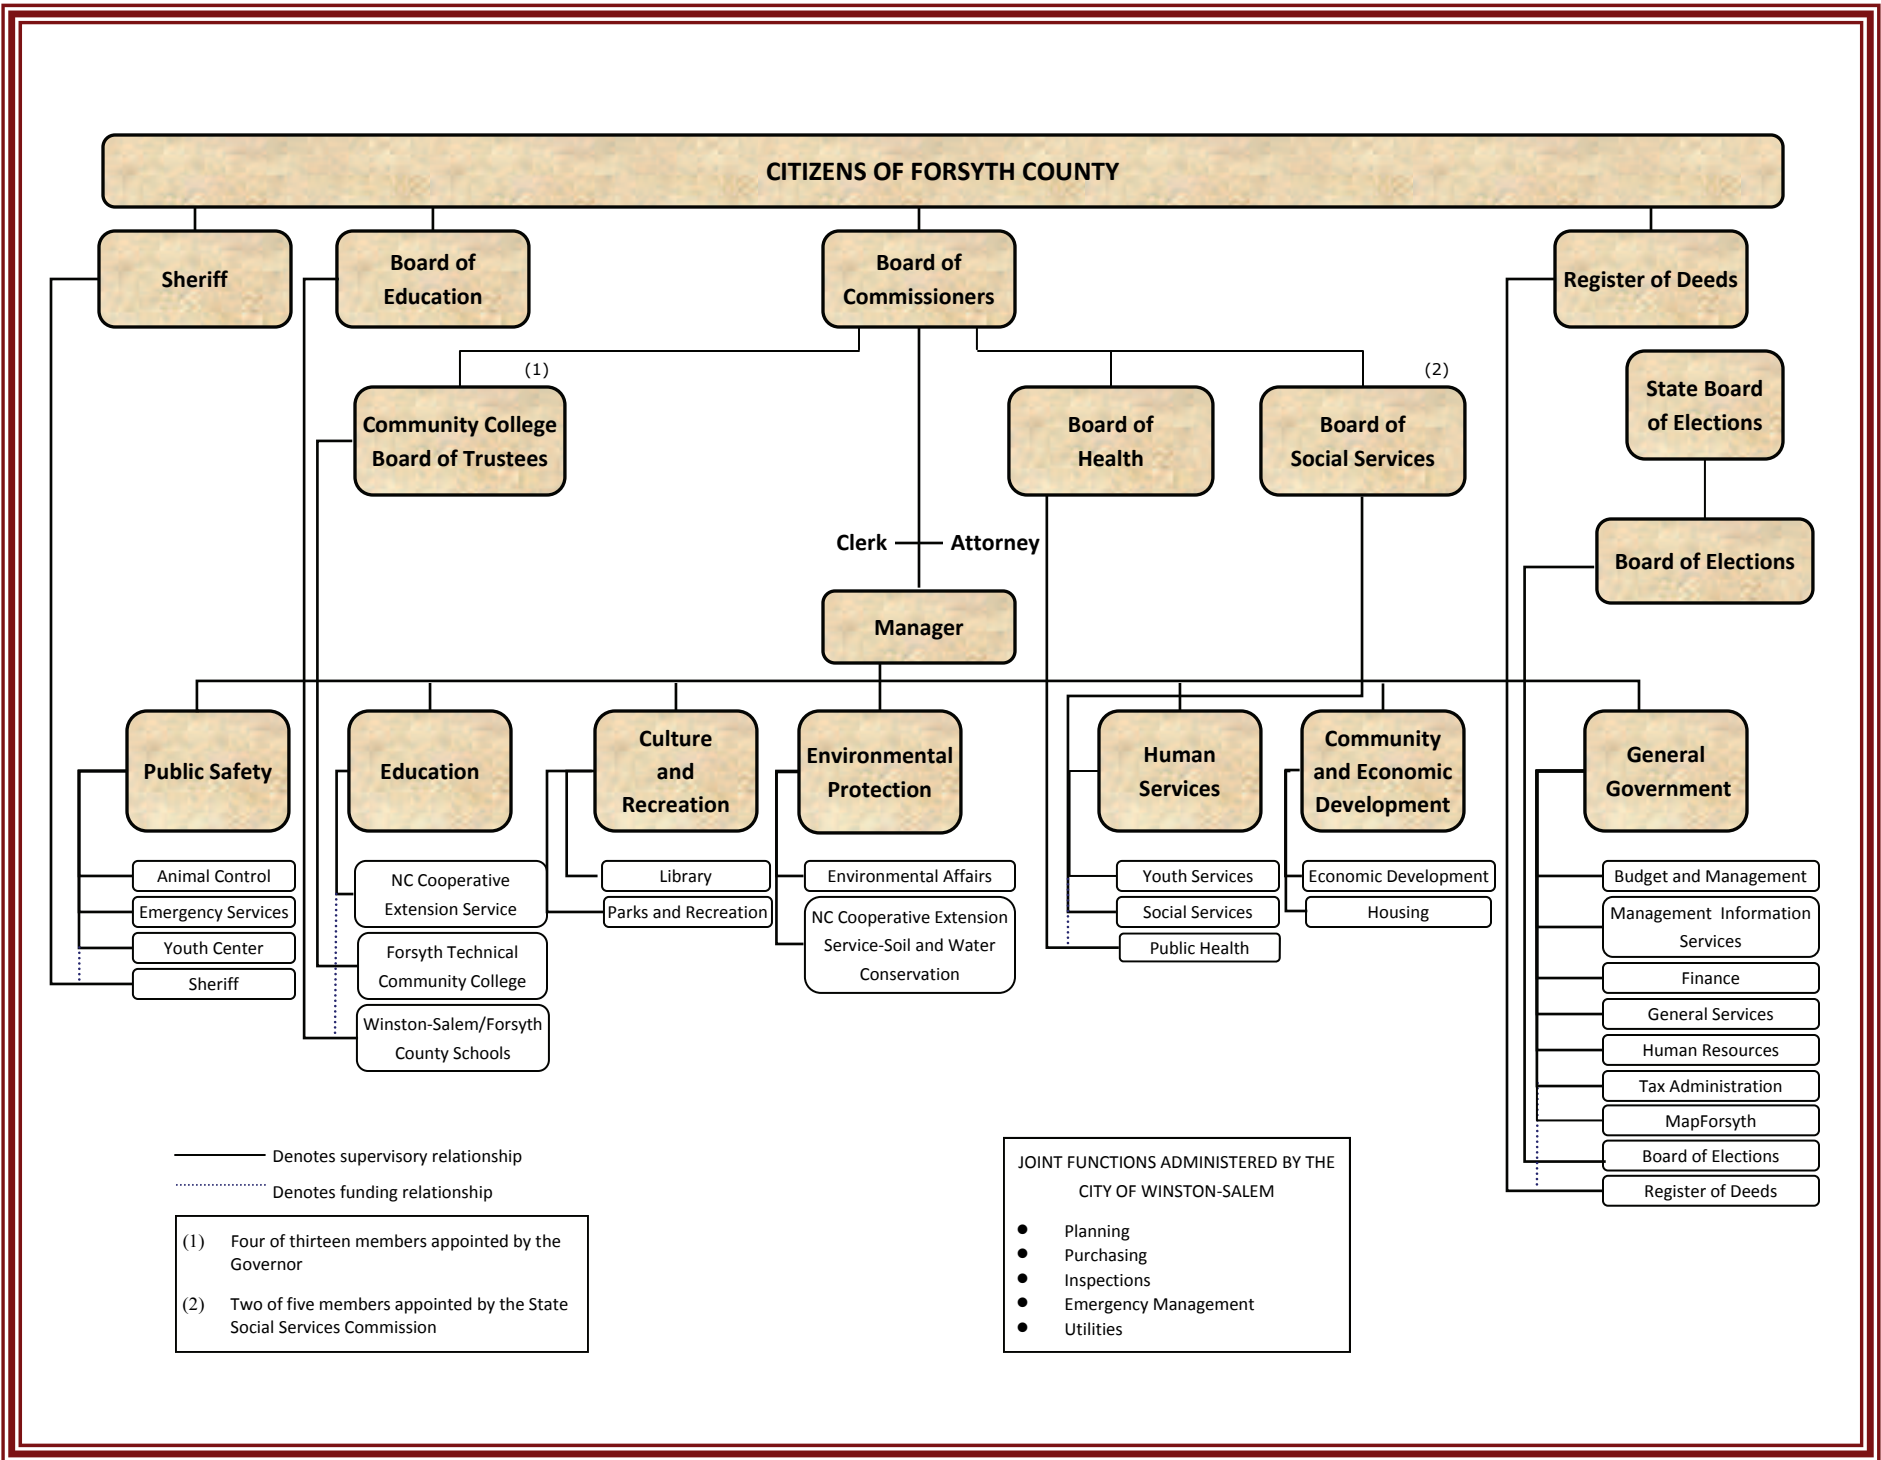 CITIZENS OF FORSYTH COUNTY
Sheriff
Board of
Education
Board of
Commissioners
Register of Deeds
(1)
(2)
Community College
Board of Trustees
Board of
Health
Board of
Social Services
State Board
of Elections
Clerk
Attorney
Board of Elections
Manager
Public Safety
Education
Culture
and
Recreation
Environmental
Protection
Human
Services
Community
and Economic
Development
General
Government
Animal Control
Emergency Services
Youth Center
Sheriff
NC Cooperative
Extension Service
Forsyth Technical
Community College
Winston-Salem/Forsyth
County Schools
Library
Parks and Recreation
Environmental Affairs
NC Cooperative Extension
Service-Soil and Water
Conservation
Youth Services
Social Services
Public Health
Economic Development
Housing
Budget and Management
Management Information
Services
Finance
General Services
Human Resources
Tax Administration
MapForsyth
Board of Elections
Register of Deeds
Denotes supervisory relationship
Denotes funding relationship
(1) Four of thirteen members appointed by the
Governor
(2) Two of five members appointed by the State
Social Services Commission
JOINT FUNCTIONS ADMINISTERED BY THE
CITY OF WINSTON-SALEM
● Planning
● Purchasing
● Inspections
● Emergency Management
● Utilities